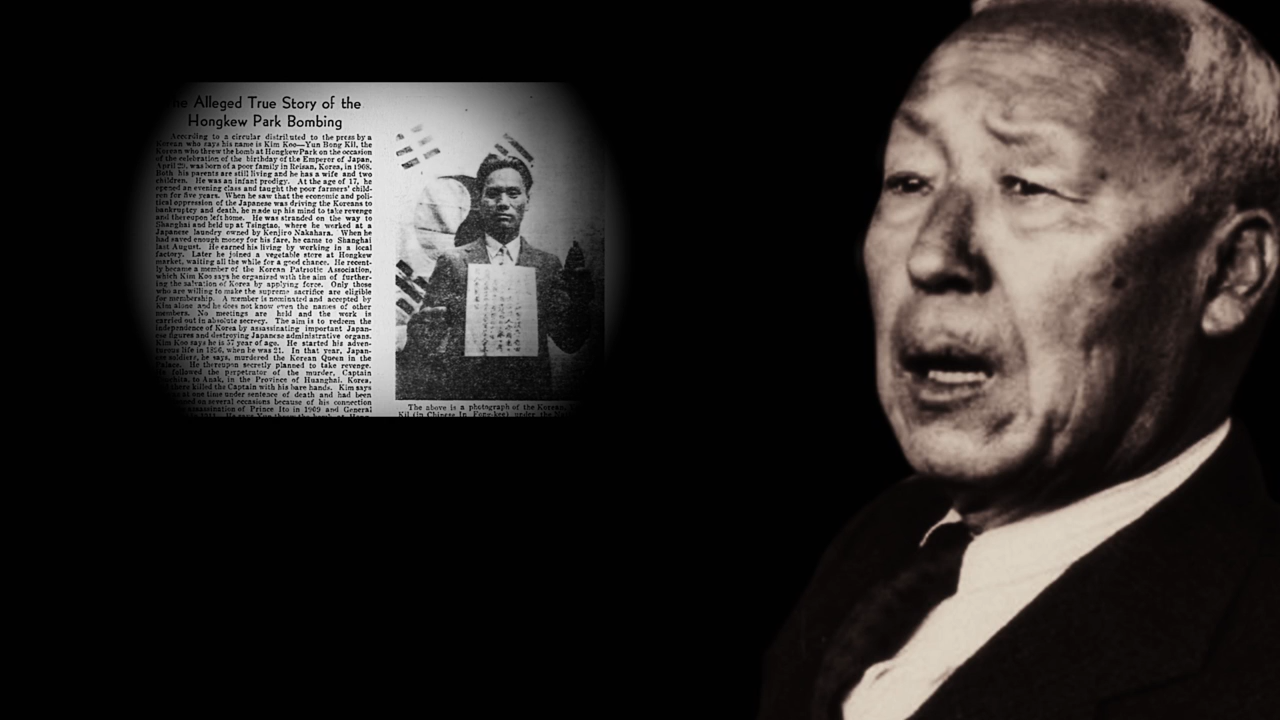 The Alleged True Story of the
Hongkew Park Bombing
According to a circular distributed to the press by a
Korean who says his name is Kim Koo—Yun Bong Kil, the
Korean who threw the bomb at Hongkew Park on the occasion
of the celebration of the birthday of the Emperor of Japan,
April 29, was born of a poor family in Reisan, Korea, in 1908.
Both his parents are still living and he has a wife and two
children. He was an infant prodigy. At the age of 17, he
opened an evening class and taught the poor farmers' child-
ren for five years. When he saw that the economic and poli-
tical oppression of the Japanese was driving the Koreans to
bankruptcy and death, he made up his mind to take revenge
and thereupon left home. He was stranded on the way to
Shanghai and held up at Tsingtao, where he worked at a
Japanese laundry owned by Kenjiro Nakahara. When he
had saved enough money for his fare, he came to Shanghai
last August. He earned his living by working in a local
factory. Later he joined a vegetable store at Hongkew
market, waiting all the while for a good chance. He recent-
ly became a member of the Korean Patriotic Association,
which Kim Koo says he organized with the aim of further-
ing the salvation of Korea by applying force. Only those
who are willing to make the supreme sacrifice are eligible
for membership. A member is nominated and accepted by
Kim alone and he does not know even the names of other
members. No meetings are held and the work is
carried out in absolute secrecy. The aim is to redeem the
independence of Korea by assassinating important Japan-
ese figures and destroying Japanese administrative organs.
Kim Koo says he is 57 year of age. He started his adven-
turous life in 1896, when he was 21. In that year, Japan-
ese soldiers, he says, murdered the Korean Queen in the
Palace. He thereupon secretly planned to take revenge.
He followed the perpetrator of the murder, Captain
to Anak, in the Province of Huanghai, Korea,
killed the Captain with his bare hands. Kim says
at one time under sentence of death and had been
on several occasions because of his connection
assassination of Prince Ito in 1909 and General
The above is a photograph of the Korean,
Kil (in Chinese In Fong-kee) under the